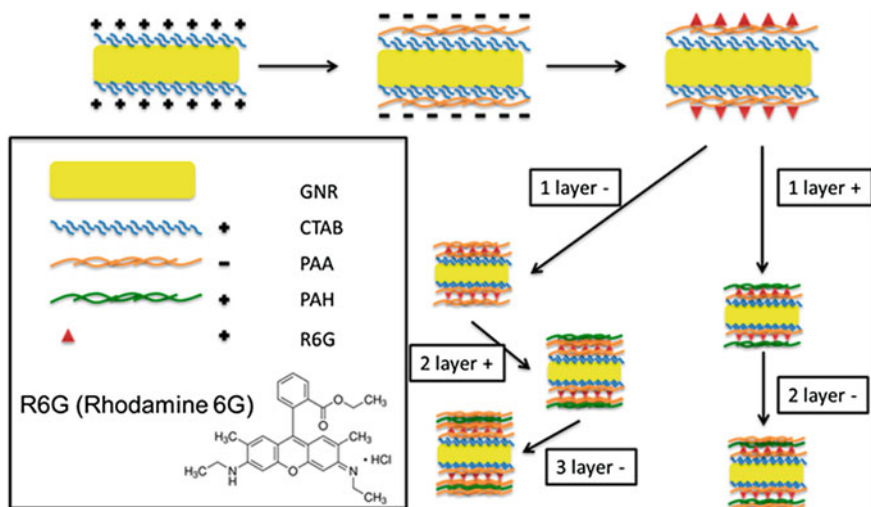 + + + + + + +
+ + + + + + +
- - - - - - - -
- - - - - - - -
1 layer -
1 layer +
2 layer +
2 layer -
3 layer -
GNR
+ CTAB
- PAA
+ PAH
+ R6G
R6G (Rhodamine 6G)
O CH₃
O
H₃C CH₃
• HCl
H₃C N O N
H
CH₃